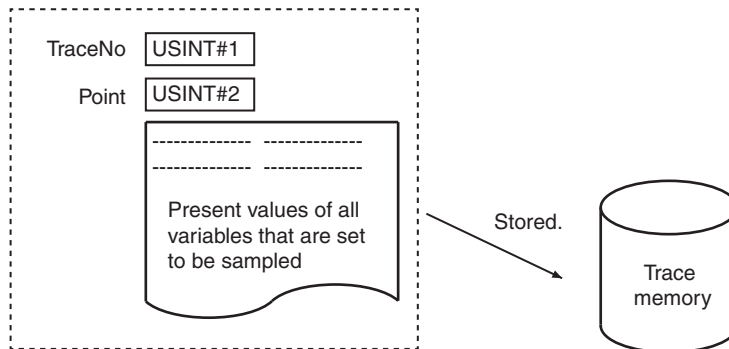 TraceNo USINT#1
Point USINT#2
Present values of all
variables that are set
to be sampled
Stored.
Trace
memory